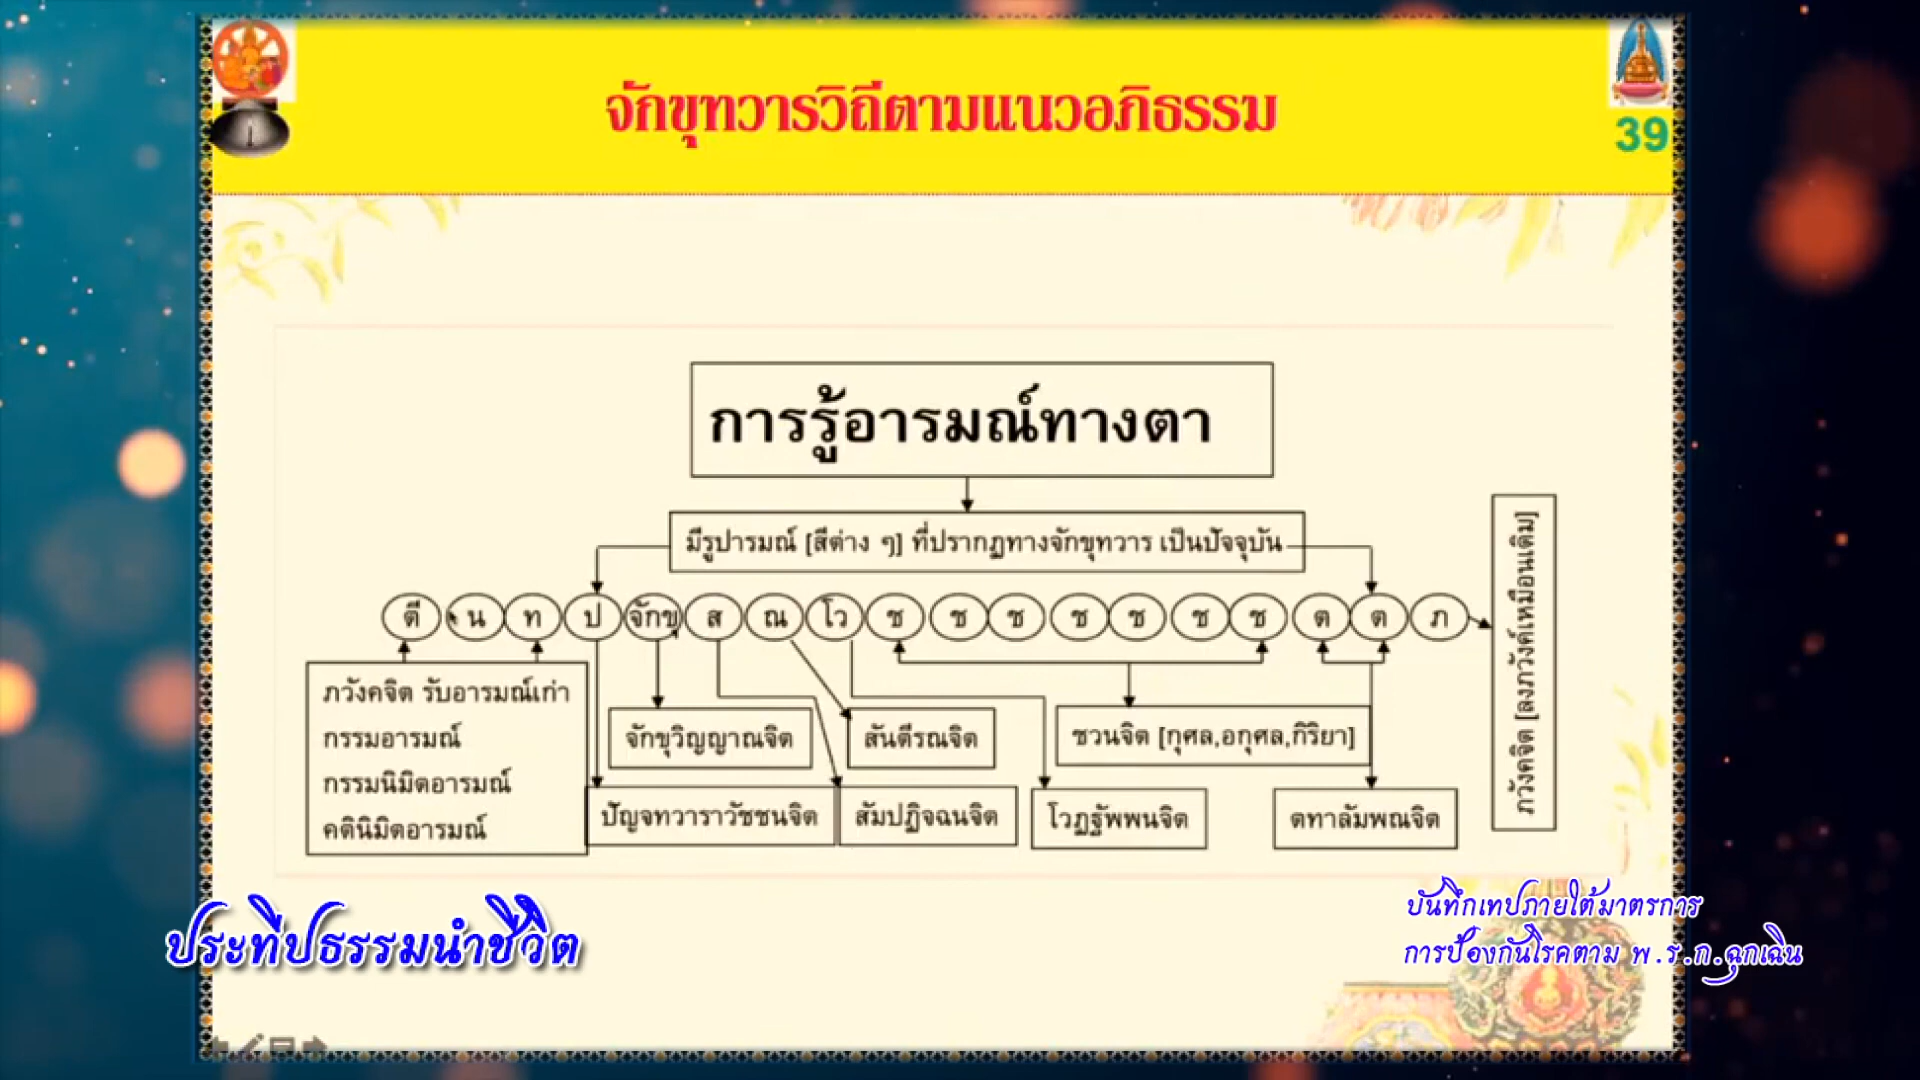 จักขุทวารวิถีตามแนวอภิธรรม
39
การรู้อารมณ์ทางตา
มีรูปารมณ์ [สีต่าง ๆ] ที่ปรากฏทางจักขุทวาร เป็นปัจจุบัน
ตี น ท ป จักขุ ส ณ โว ช ช ช ช ช ช ช ต ต ภ
ภวังคจิต [ลงภวังค์เหมือนเดิม]
ภวังคจิต รับอารมณ์เก่า
กรรมอารมณ์
กรรมนิมิตอารมณ์
คตินิมิตอารมณ์
จักขุวิญญาณจิต
สันตีรณจิต
ชวนจิต [กุศล,อกุศล,กิริยา]
ปัญจทวาราวัชชนจิต
สัมปฏิจฉนจิต
โวฏฐัพพนจิต
ตทาลัมพณจิต
ประทีปธรรมนำชีวิต
บันทึกเทปภายใต้มาตรการ
การป้องกันโรคตาม พ.ร.ก.ฉุกเฉิน